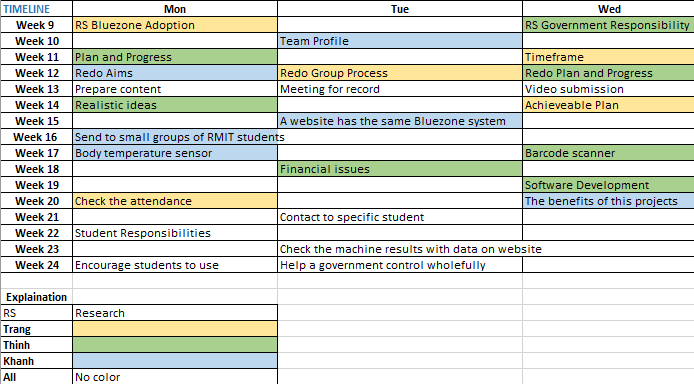 TIMELINE Mon Tue Wed
Week 9 RS Bluezone Adoption RS Government Responsibility
Week 10 Team Profile
Week 11 Plan and Progress Timeframe
Week 12 Redo Aims Redo Group Process Redo Plan and Progress
Week 13 Prepare content Meeting for record Video submission
Week 14 Realistic ideas Achieveable Plan
Week 15 A website has the same Bluezone system
Week 16 Send to small groups of RMIT students
Week 17 Body temperature sensor Barcode scanner
Week 18 Financial issues
Week 19 Software Development
Week 20 Check the attendance The benefits of this projects
Week 21 Contact to specific student
Week 22 Student Responsibilities
Week 23 Check the machine results with data on website
Week 24 Encourage students to use Help a government control wholefully
Explaination
RS Research
Trang
Thinh
Khanh
All No color